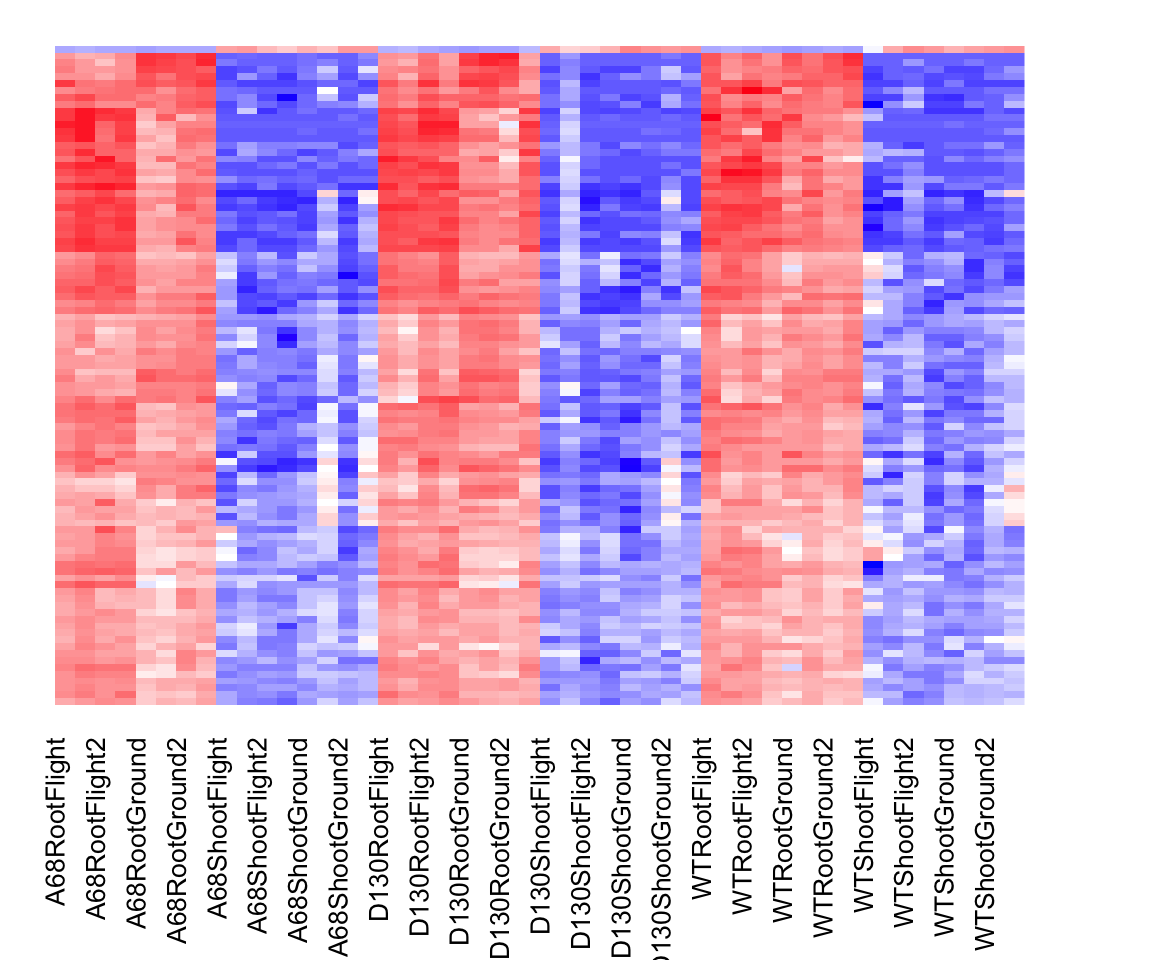 A68RootFlight
A68RootFlight2
A68RootGround
A68RootGround2
A68ShootFlight
A68ShootFlight2
A68ShootGround
A68ShootGround2
D130RootFlight
D130RootFlight2
D130RootGround
D130RootGround2
D130ShootFlight
D130ShootFlight2
D130ShootGround
D130ShootGround2
WTRootFlight
WTRootFlight2
WTRootGround
WTRootGround2
WTShootFlight
WTShootFlight2
WTShootGround
WTShootGround2